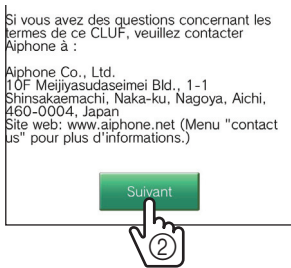 Si vous avez des questions concernant les
termes de ce CLUF, veuillez contacter
Aiphone à :
Aiphone Co., Ltd.
10F Meijiyasudaseimei Bld., 1-1
Shinsakaemachi, Naka-ku, Nagoya, Aichi,
460-0004, Japan
Site web: www.aiphone.net (Menu "contact
us" pour plus d'informations.)
Suivant
②